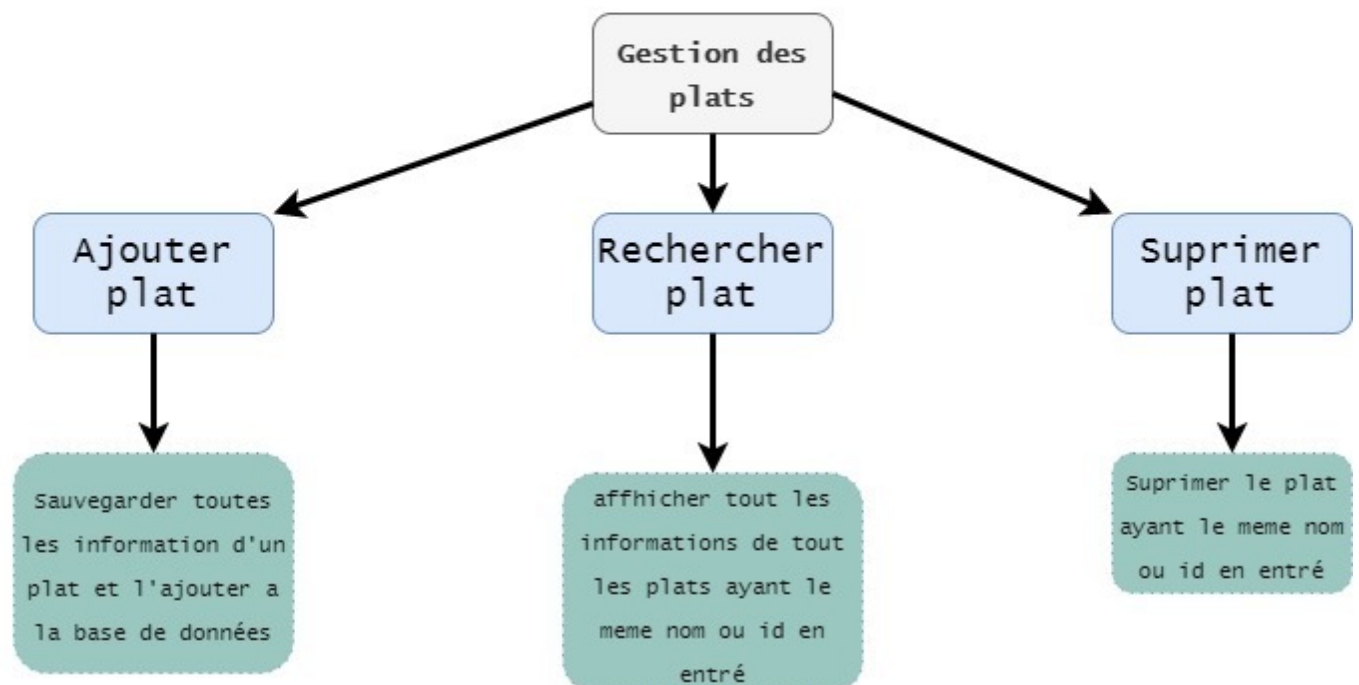 Gestion des
plats
Ajouter
plat
Rechercher
plat
Suprimer
plat
Sauvegarder toutes
les information d'un
plat et l'ajouter a
la base de données
affhicher tout les
informations de tout
les plats ayant le
meme nom ou id en
entré
Suprimer le plat
ayant le meme nom
ou id en entré